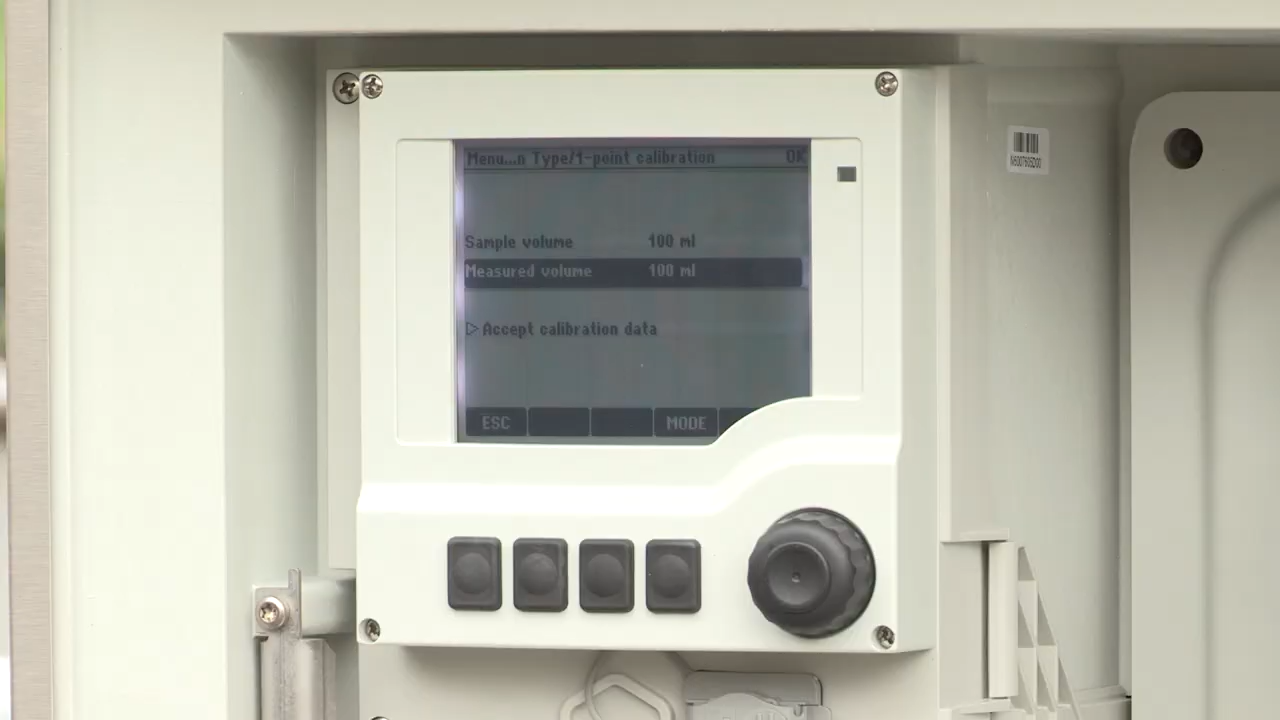 Menu...n Type/1-point calibration OK
Sample volume 100 ml
Measured volume 100 ml
Accept calibration data
ESC MODE